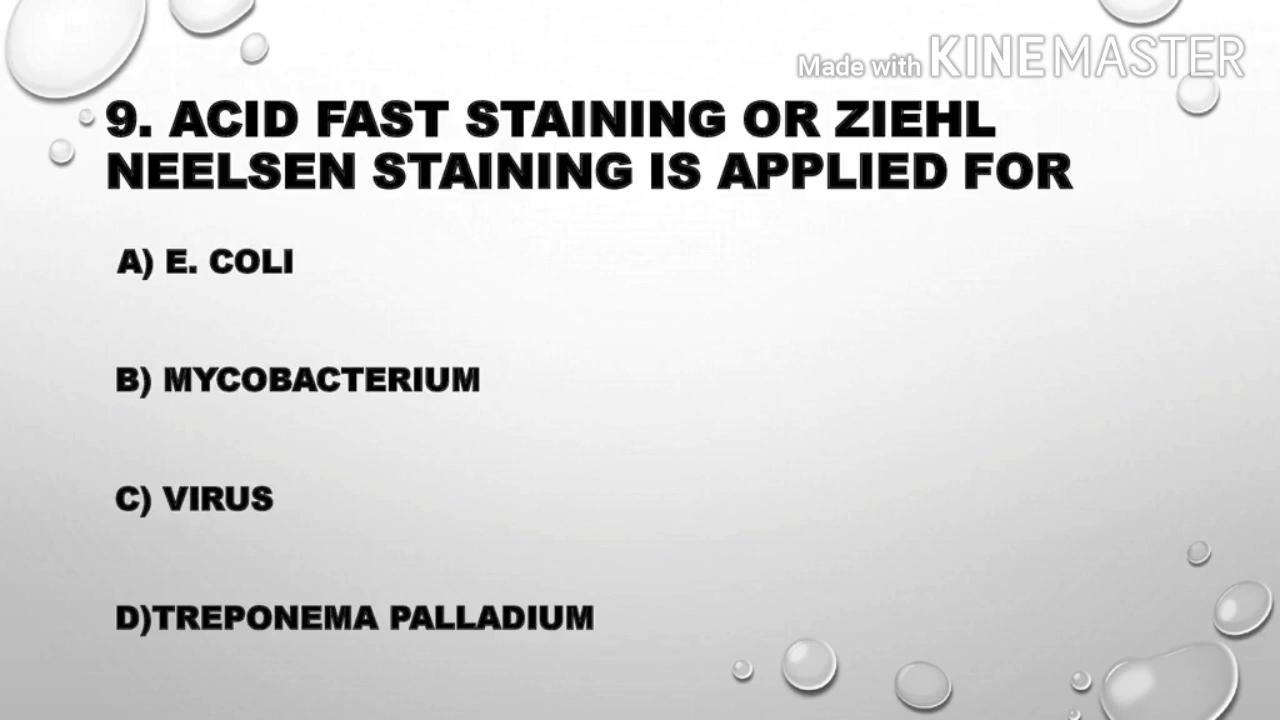 Made with KINEMASTER
9. ACID FAST STAINING OR ZIEHL
NEELSEN STAINING IS APPLIED FOR
A) E. COLI
B) MYCOBACTERIUM
C) VIRUS
D)TREPONEMA PALLADIUM